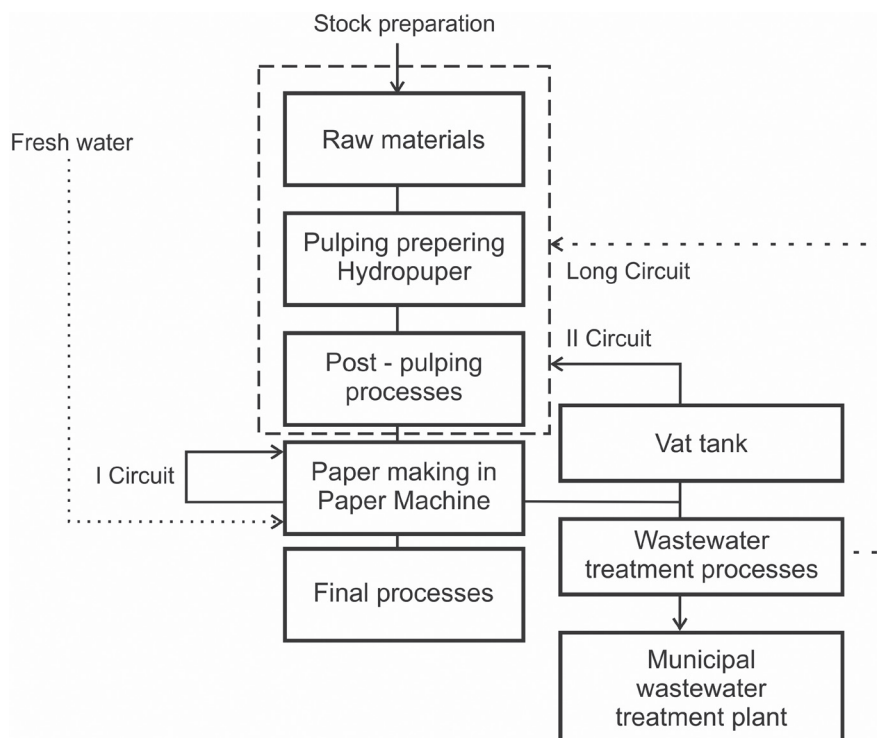 Stock preparation
Raw materials
Fresh water
Pulping prepering
Hydropuper
Long Circuit
II Circuit
Post - pulping
processes
Vat tank
I Circuit
Paper making in
Paper Machine
Wastewater
treatment processes
Final processes
Municipal
wastewater
treatment plant